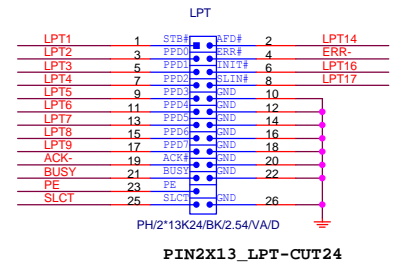 LPT
LPT1 1 STB# AFD# 2 LPT14
LPT2 3 PPD0 ERR# 4 ERR-
LPT3 5 PPD1 INIT# 6 LPT16
LPT4 7 PPD2 SLIN# 8 LPT17
LPT5 9 PPD3 GND 10
LPT6 11 PPD4 GND 12
LPT7 13 PPD5 GND 14
LPT8 15 PPD6 GND 16
LPT9 17 PPD7 GND 18
ACK- 19 ACK# GND 20
BUSY 21 BUSY GND 22
PE 23 PE
SLCT 25 SLCT GND 26
PH/2*13K24/BK/2.54/VA/D
PIN2X13_LPT-CUT24